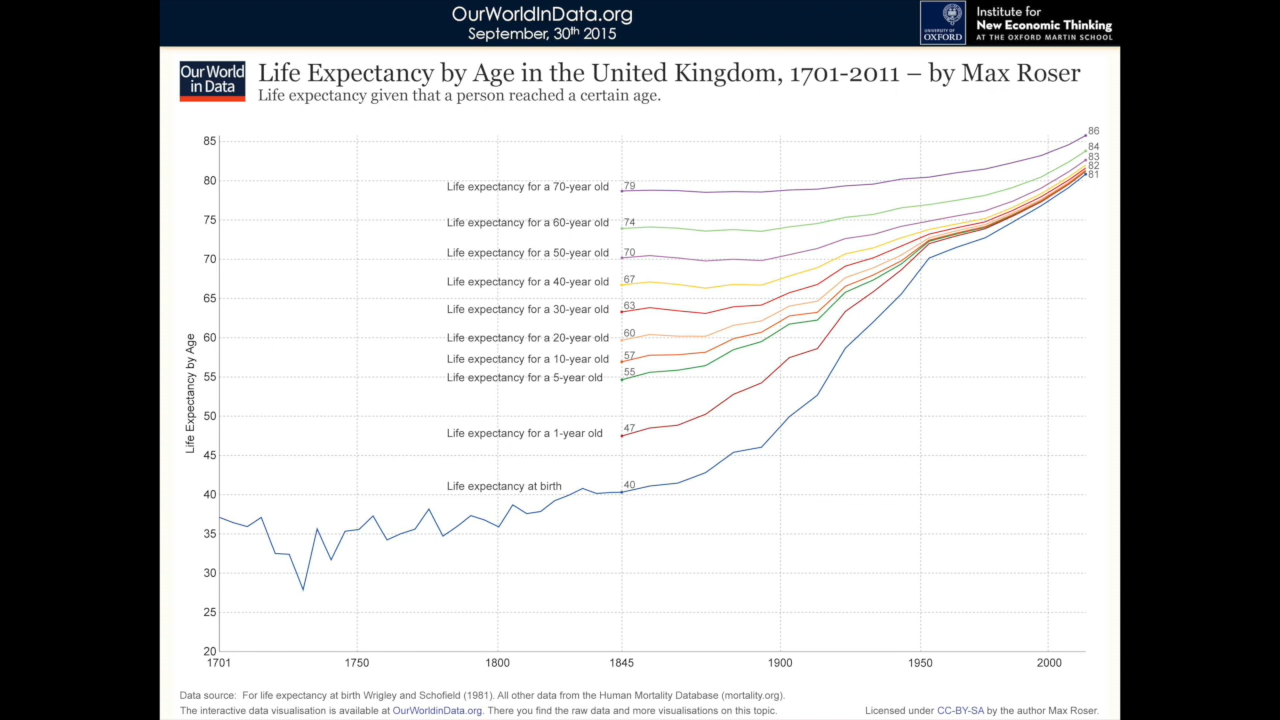 OurWorldInData.org
September, 30th 2015
UNIVERSITY OF
OXFORD
Institute for
New Economic Thinking
AT THE OXFORD MARTIN SCHOOL
Our World
in Data
Life Expectancy by Age in the United Kingdom, 1701-2011 – by Max Roser
Life expectancy given that a person reached a certain age.
Life Expectancy by Age
85
80
75
70
65
60
55
50
45
40
35
30
25
20
Life expectancy for a 70-year old 79
Life expectancy for a 60-year old 74
Life expectancy for a 50-year old 70
Life expectancy for a 40-year old 67
Life expectancy for a 30-year old 63
Life expectancy for a 20-year old 60
Life expectancy for a 10-year old 57
Life expectancy for a 5-year old 55
Life expectancy for a 1-year old 47
Life expectancy at birth 40
86
84
83
82
81
1701 1750 1800 1845 1900 1950 2000
Data source: For life expectancy at birth Wrigley and Schofield (1981). All other data from the Human Mortality Database (mortality.org).
The interactive data visualisation is available at OurWorldinData.org. There you find the raw data and more visualisations on this topic.
Licensed under CC-BY-SA by the author Max Roser.